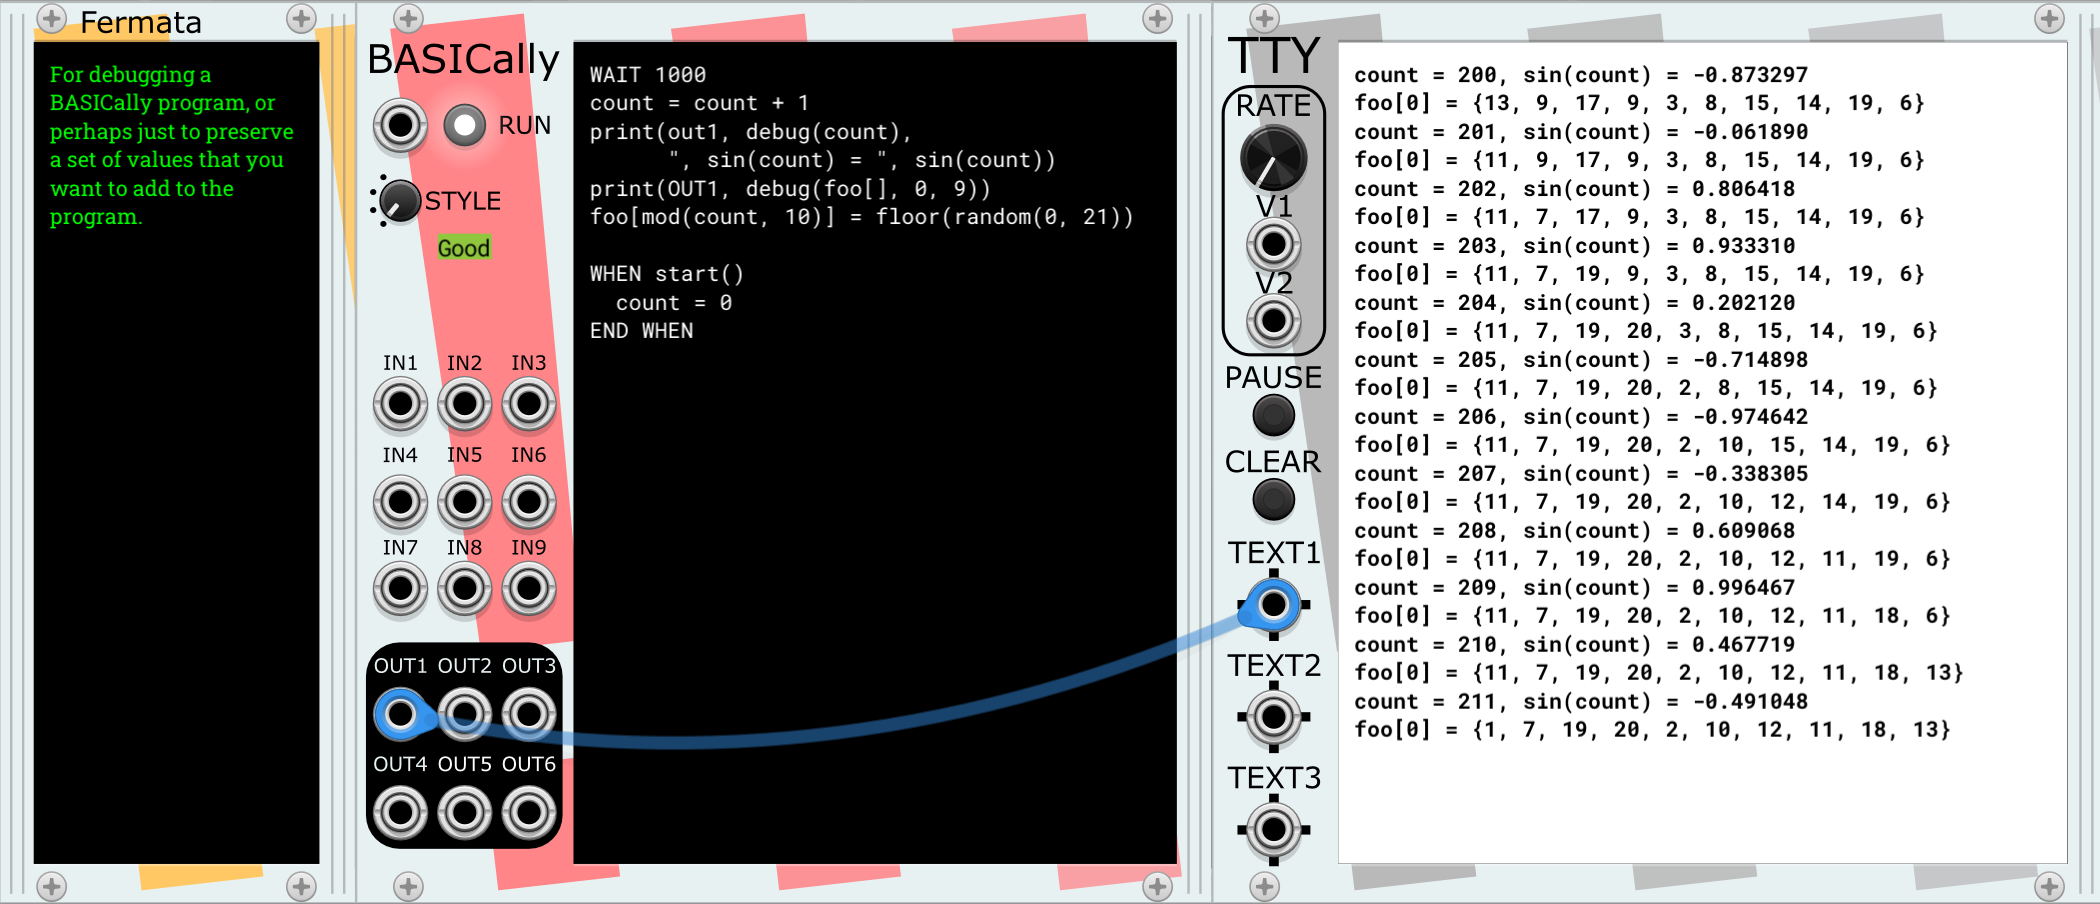 Fermata
For debugging a
BASICally program, or
perhaps just to preserve
a set of values that you
want to add to the
program.
BASICally
RUN
STYLE
Good
IN1 IN2 IN3
IN4 IN5 IN6
IN7 IN8 IN9
OUT1 OUT2 OUT3
OUT4 OUT5 OUT6
WAIT 1000
count = count + 1
print(out1, debug(count),
      ", sin(count) = ", sin(count))
print(OUT1, debug(foo[], 0, 9))
foo[mod(count, 10)] = floor(random(0, 21))

WHEN start()
  count = 0
END WHEN
TTY
RATE
V1
V2
PAUSE
CLEAR
TEXT1
TEXT2
TEXT3
count = 200, sin(count) = -0.873297
foo[0] = {13, 9, 17, 9, 3, 8, 15, 14, 19, 6}
count = 201, sin(count) = -0.061890
foo[0] = {11, 9, 17, 9, 3, 8, 15, 14, 19, 6}
count = 202, sin(count) = 0.806418
foo[0] = {11, 7, 17, 9, 3, 8, 15, 14, 19, 6}
count = 203, sin(count) = 0.933310
foo[0] = {11, 7, 19, 9, 3, 8, 15, 14, 19, 6}
count = 204, sin(count) = 0.202120
foo[0] = {11, 7, 19, 20, 3, 8, 15, 14, 19, 6}
count = 205, sin(count) = -0.714898
foo[0] = {11, 7, 19, 20, 2, 8, 15, 14, 19, 6}
count = 206, sin(count) = -0.974642
foo[0] = {11, 7, 19, 20, 2, 10, 15, 14, 19, 6}
count = 207, sin(count) = -0.338305
foo[0] = {11, 7, 19, 20, 2, 10, 12, 14, 19, 6}
count = 208, sin(count) = 0.609068
foo[0] = {11, 7, 19, 20, 2, 10, 12, 11, 19, 6}
count = 209, sin(count) = 0.996467
foo[0] = {11, 7, 19, 20, 2, 10, 12, 11, 18, 6}
count = 210, sin(count) = 0.467719
foo[0] = {11, 7, 19, 20, 2, 10, 12, 11, 18, 13}
count = 211, sin(count) = -0.491048
foo[0] = {1, 7, 19, 20, 2, 10, 12, 11, 18, 13}